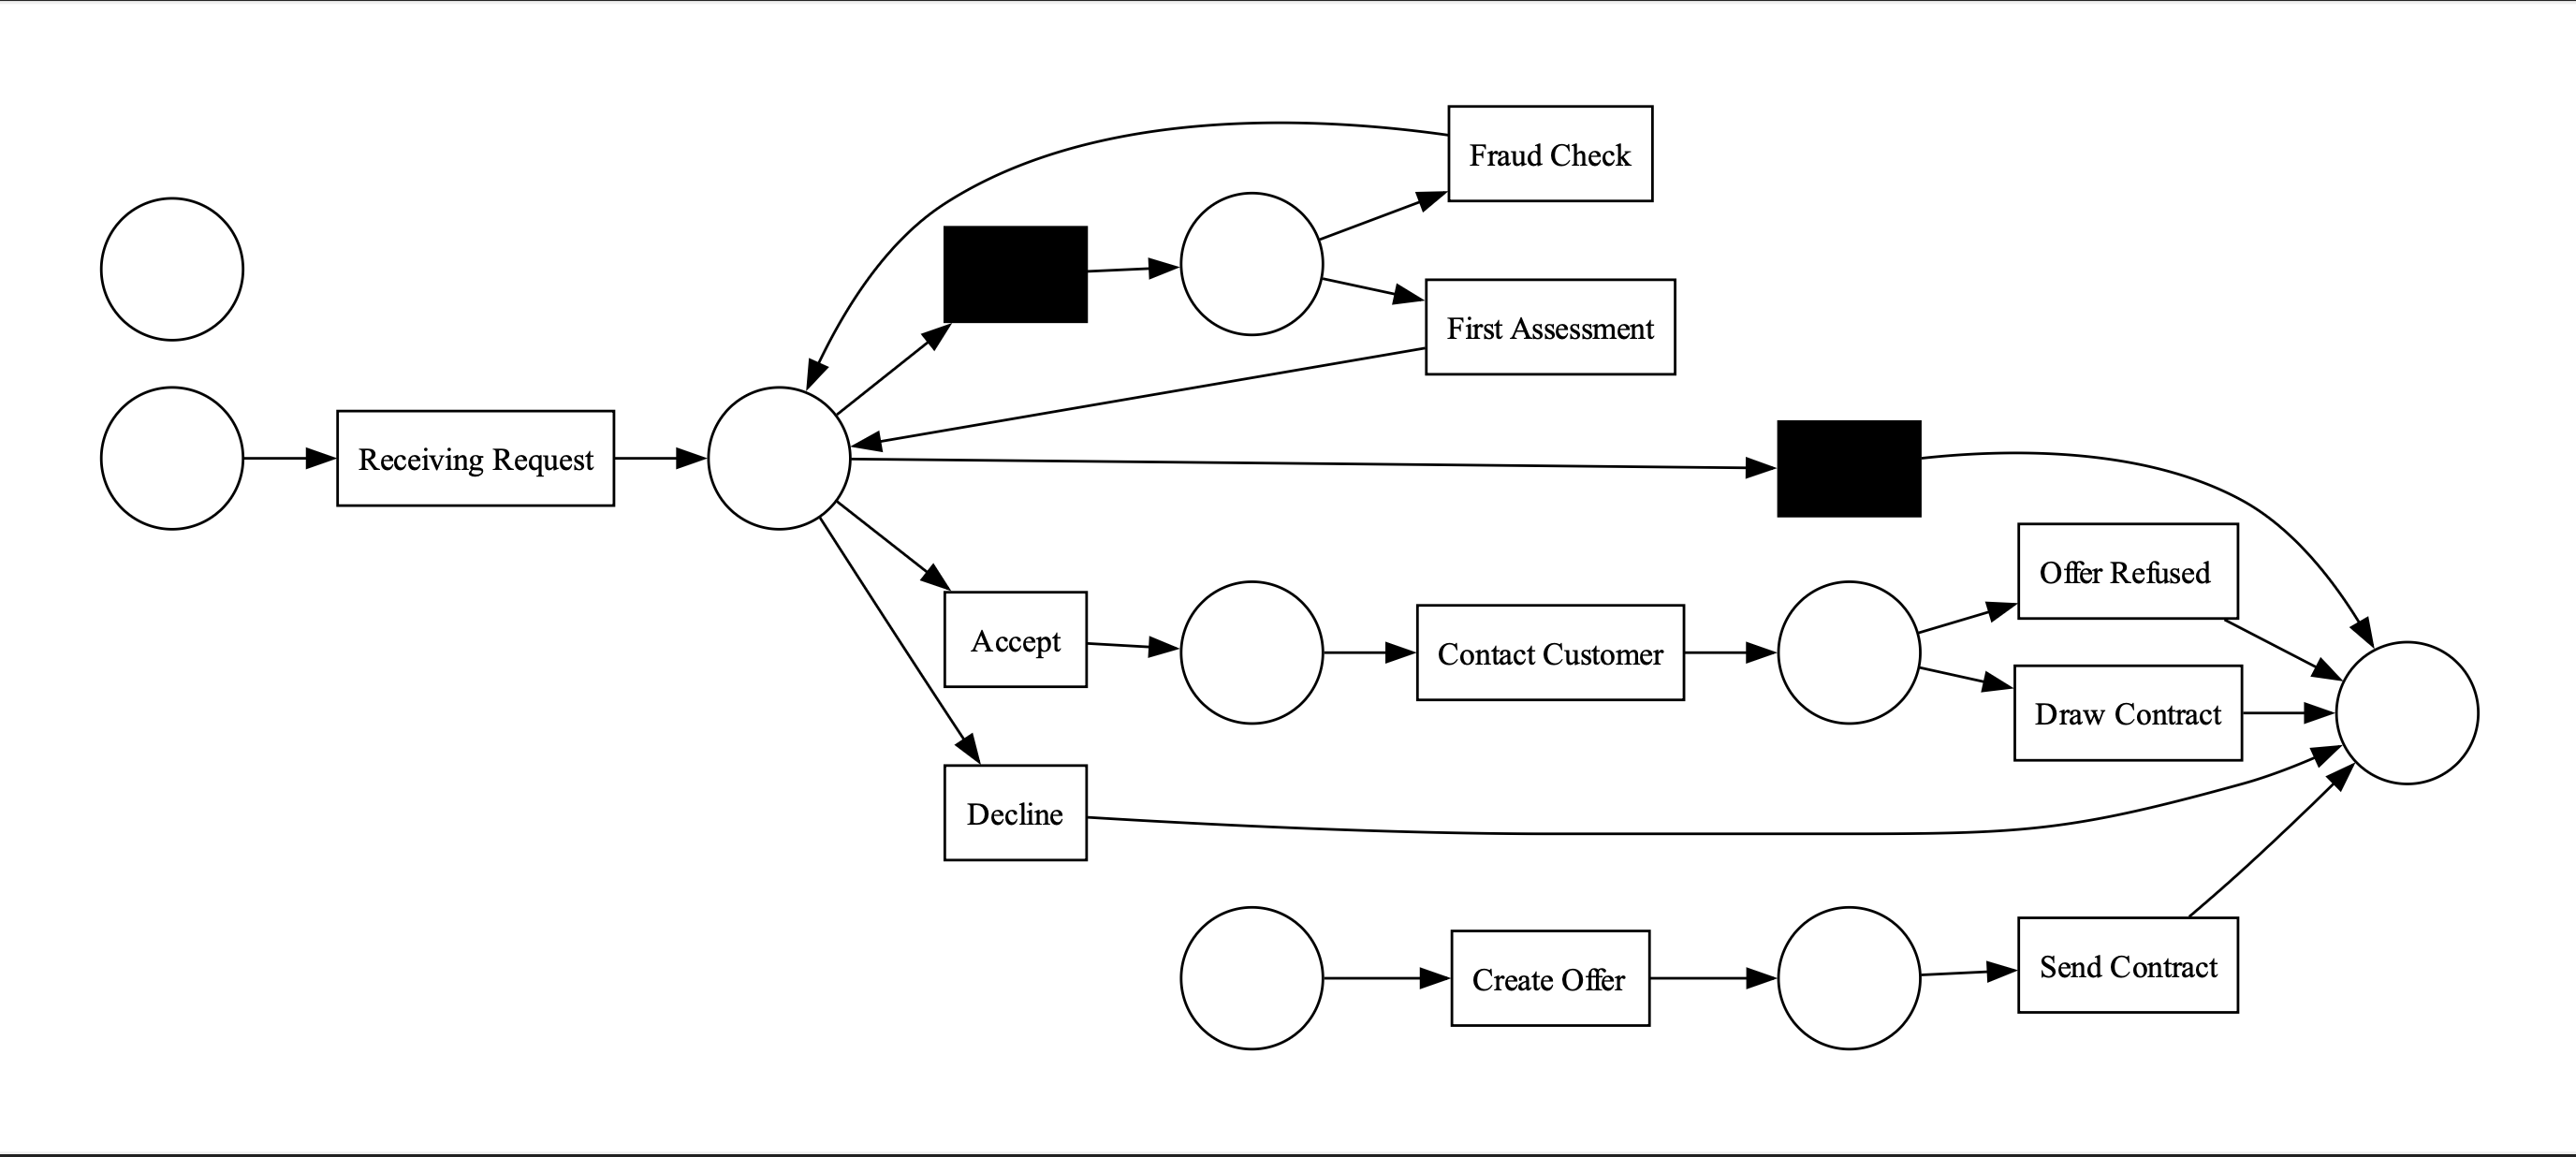 Fraud Check
First Assessment
Receiving Request
Offer Refused
Accept
Contact Customer
Draw Contract
Decline
Create Offer
Send Contract